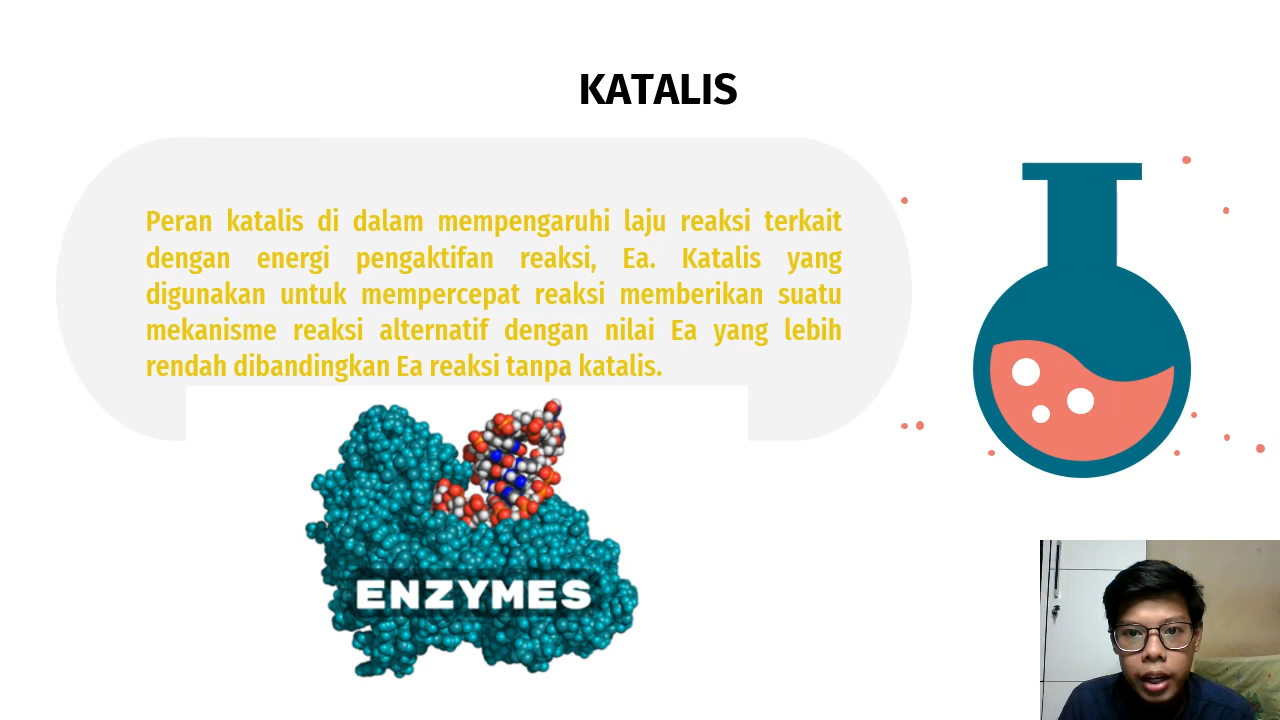 KATALIS
Peran katalis di dalam mempengaruhi laju reaksi terkait
dengan energi pengaktifan reaksi, Ea. Katalis yang
digunakan untuk mempercepat reaksi memberikan suatu
mekanisme reaksi alternatif dengan nilai Ea yang lebih
rendah dibandingkan Ea reaksi tanpa katalis.
ENZYMES